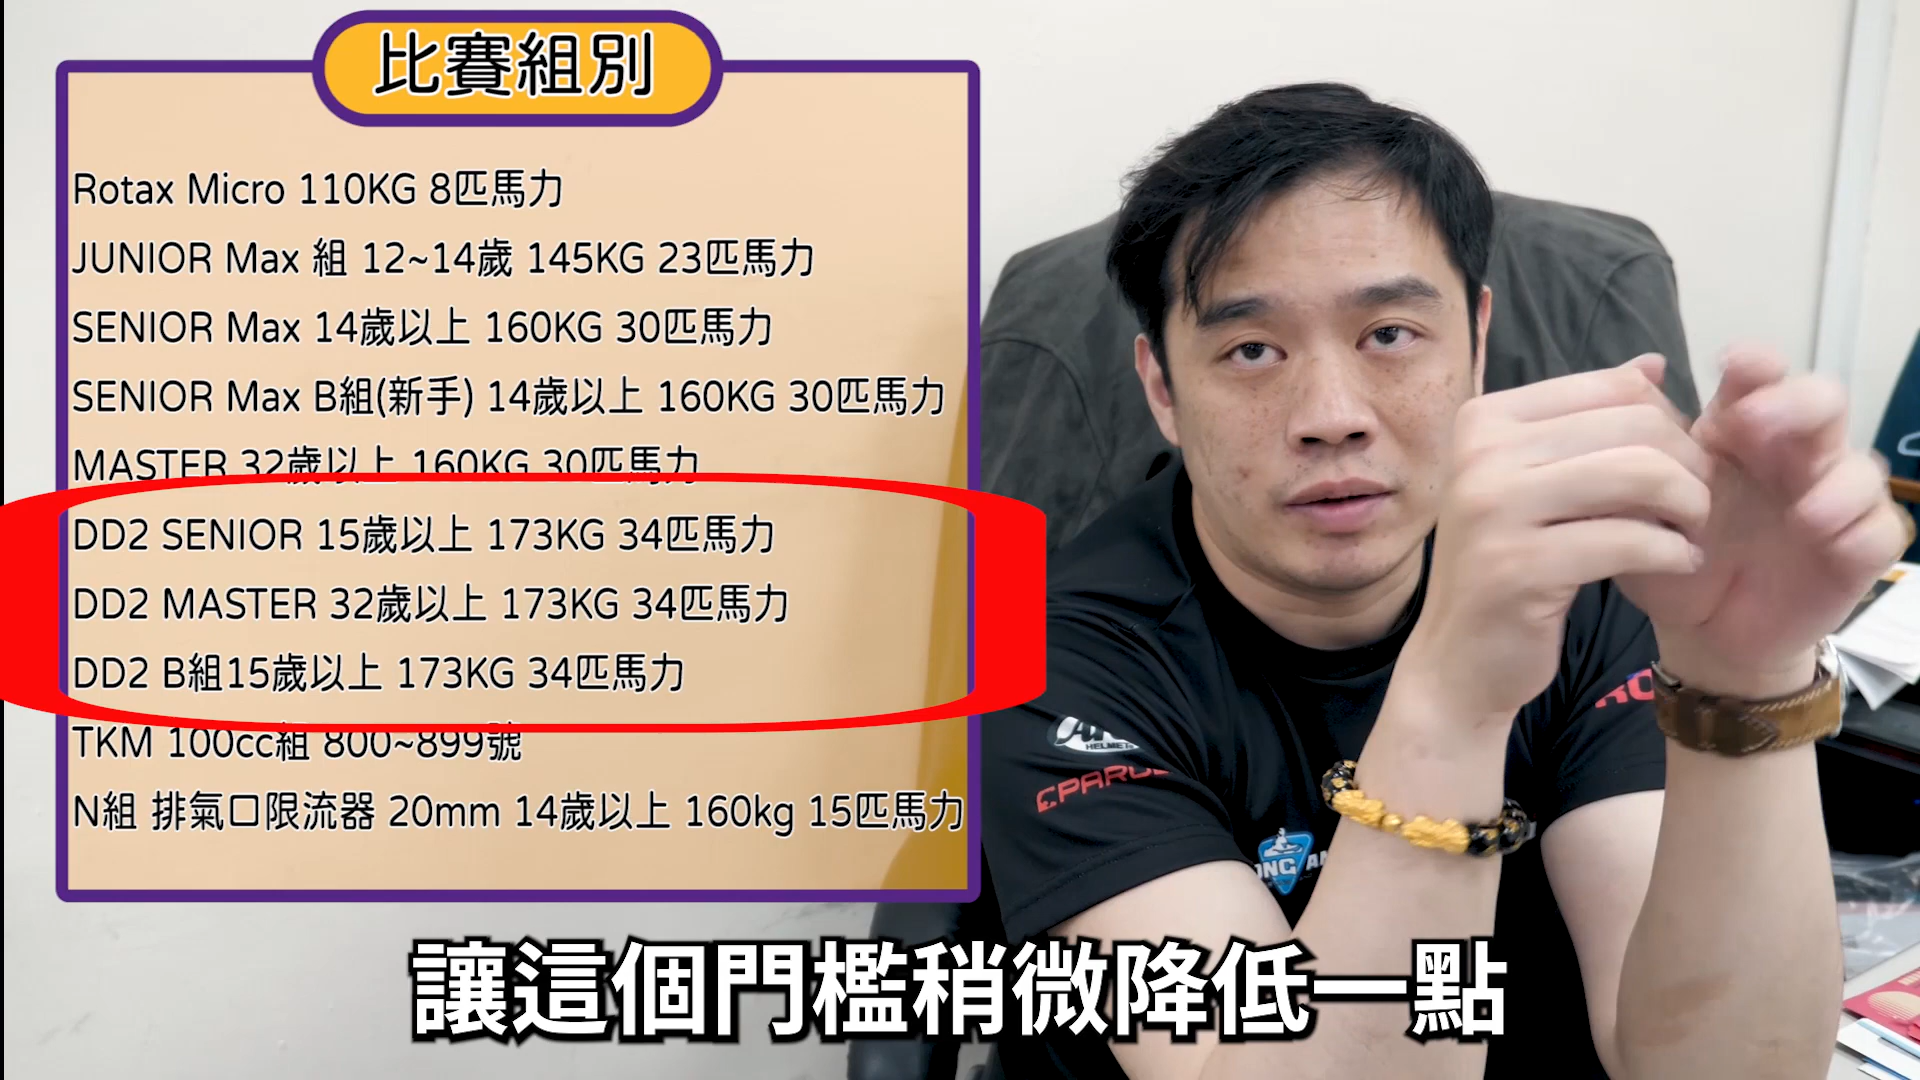 比賽組別
Rotax Micro 110KG 8匹馬力
JUNIOR Max 組 12~14歲 145KG 23匹馬力
SENIOR Max 14歲以上 160KG 30匹馬力
SENIOR Max B組(新手) 14歲以上 160KG 30匹馬力
MASTER 32歲以上 160KG 30匹馬力
DD2 SENIOR 15歲以上 173KG 34匹馬力
DD2 MASTER 32歲以上 173KG 34匹馬力
DD2 B組15歲以上 173KG 34匹馬力
TKM 100cc組 800~899號
N組 排氣口限流器 20mm 14歲以上 160kg 15匹馬力
HELMETS
讓這個門檻稍微降低一點